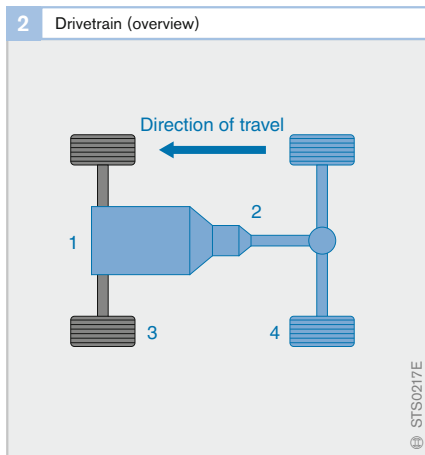 2 Drivetrain (overview)
Direction of travel
2
1
3 4
STS0217E